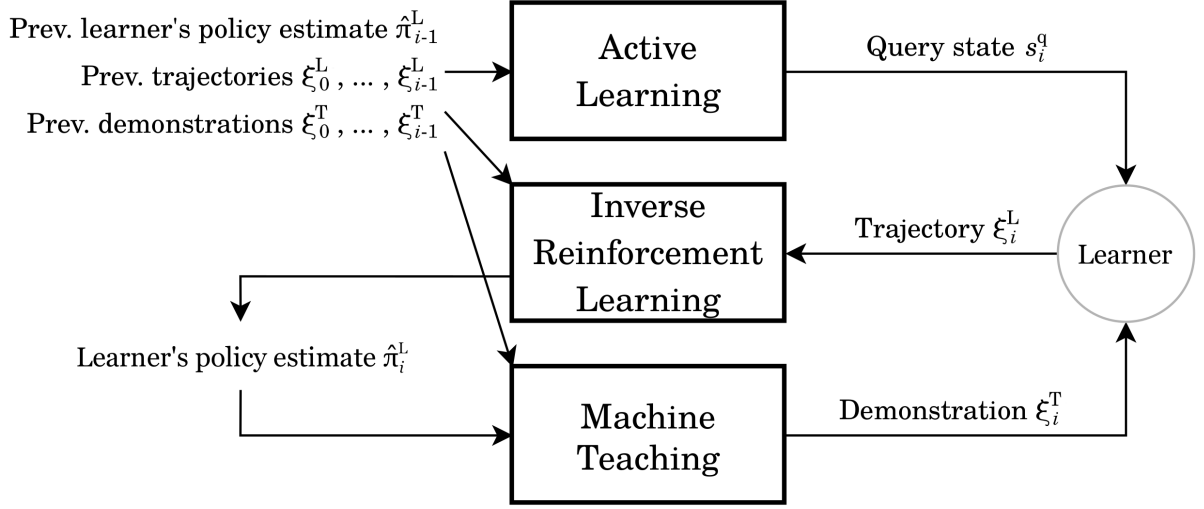 Prev. learner's policy estimate π̂ᴸᵢ₋₁
Prev. trajectories ξᴸ₀ , ... , ξᴸᵢ₋₁
Prev. demonstrations ξᵀ₀ , ... , ξᵀᵢ₋₁
Active
Learning
Query state s^q_i
Inverse
Reinforcement
Learning
Trajectory ξᴸᵢ
Learner
Learner's policy estimate π̂ᴸᵢ
Machine
Teaching
Demonstration ξᵀᵢ